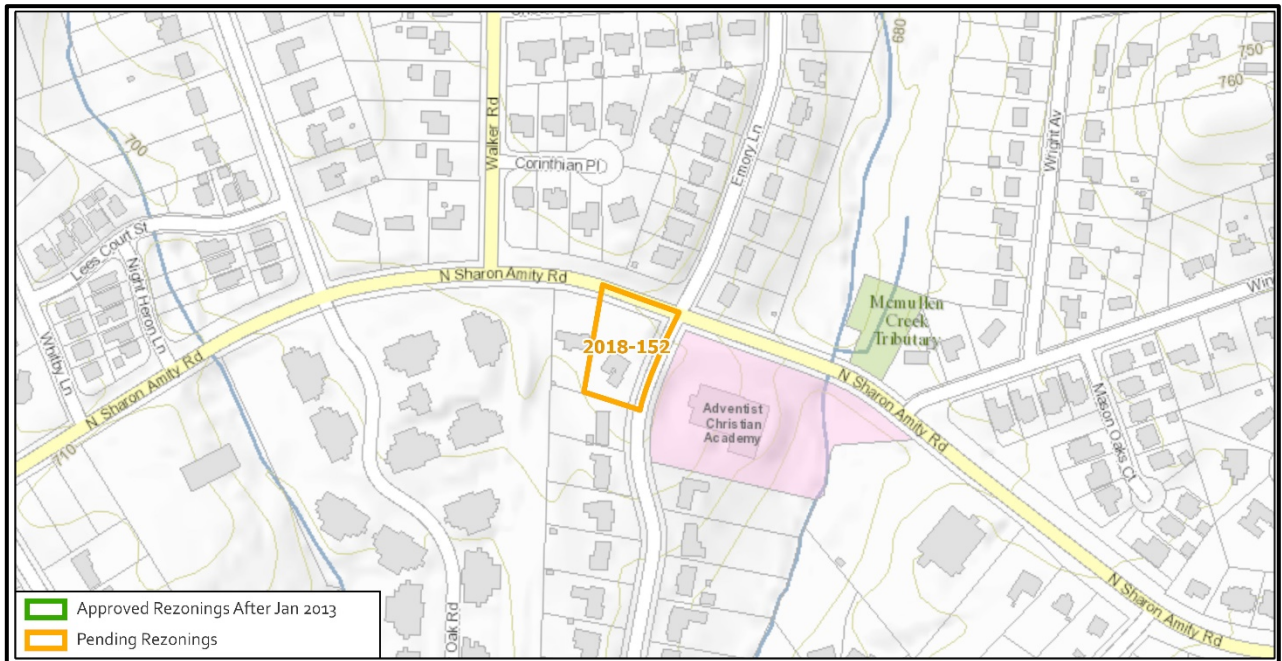 680
750
760
700
Walker Rd
Corinthian Pl
Emory Ln
Wright Av
Lees Court St
Night Heron Ln
Whitby Ln
N Sharon Amity Rd
2018-152
Mcmullen
Creek
Tributary
Win
N Sharon Amity Rd
N Sharon Amity Rd
Adventist
Christian
Academy
Mason Oaks Ct
710
Oak Rd
N Sharon Amity Rd
Approved Rezonings After Jan 2013
Pending Rezonings